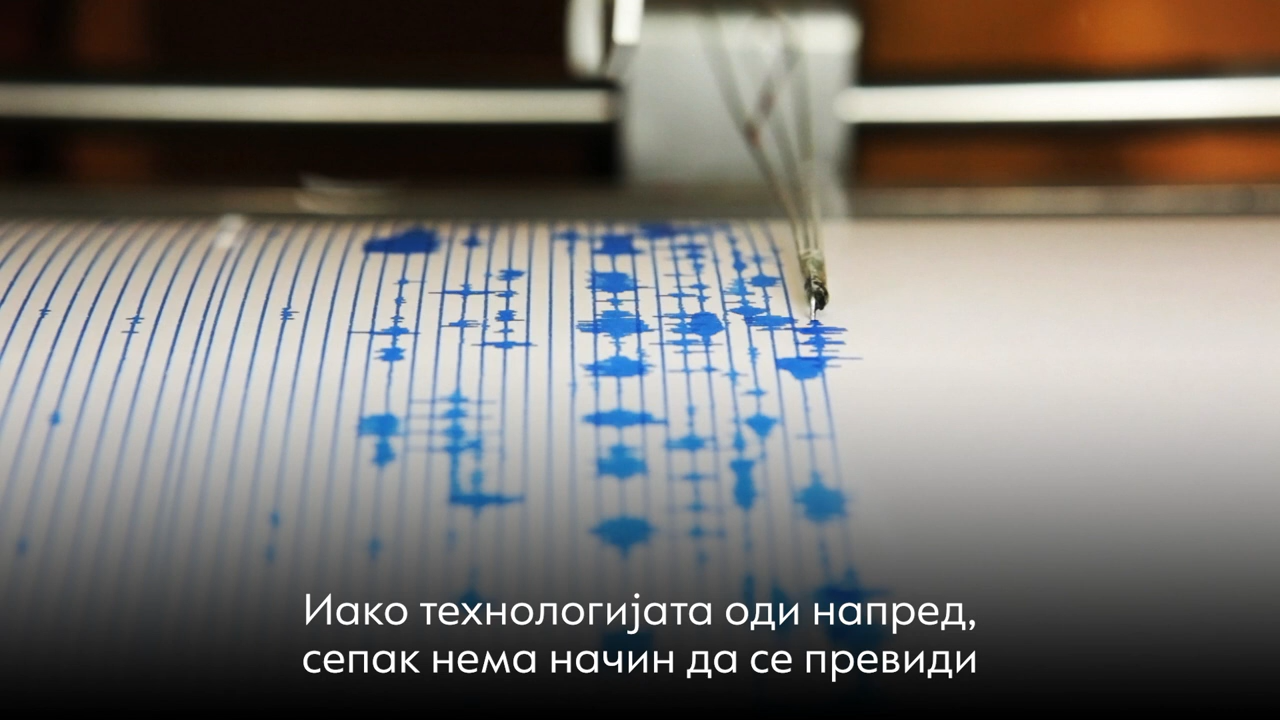 Иако технологијата оди напред,
сепак нема начин да се превиди